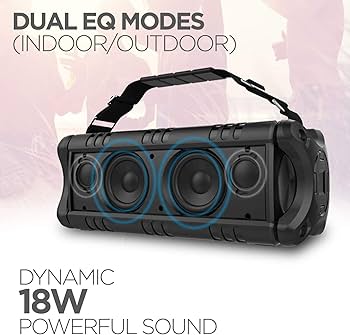 DUAL EQ MODES
(INDOOR/OUTDOOR)
DYNAMIC
18W
POWERFUL SOUND